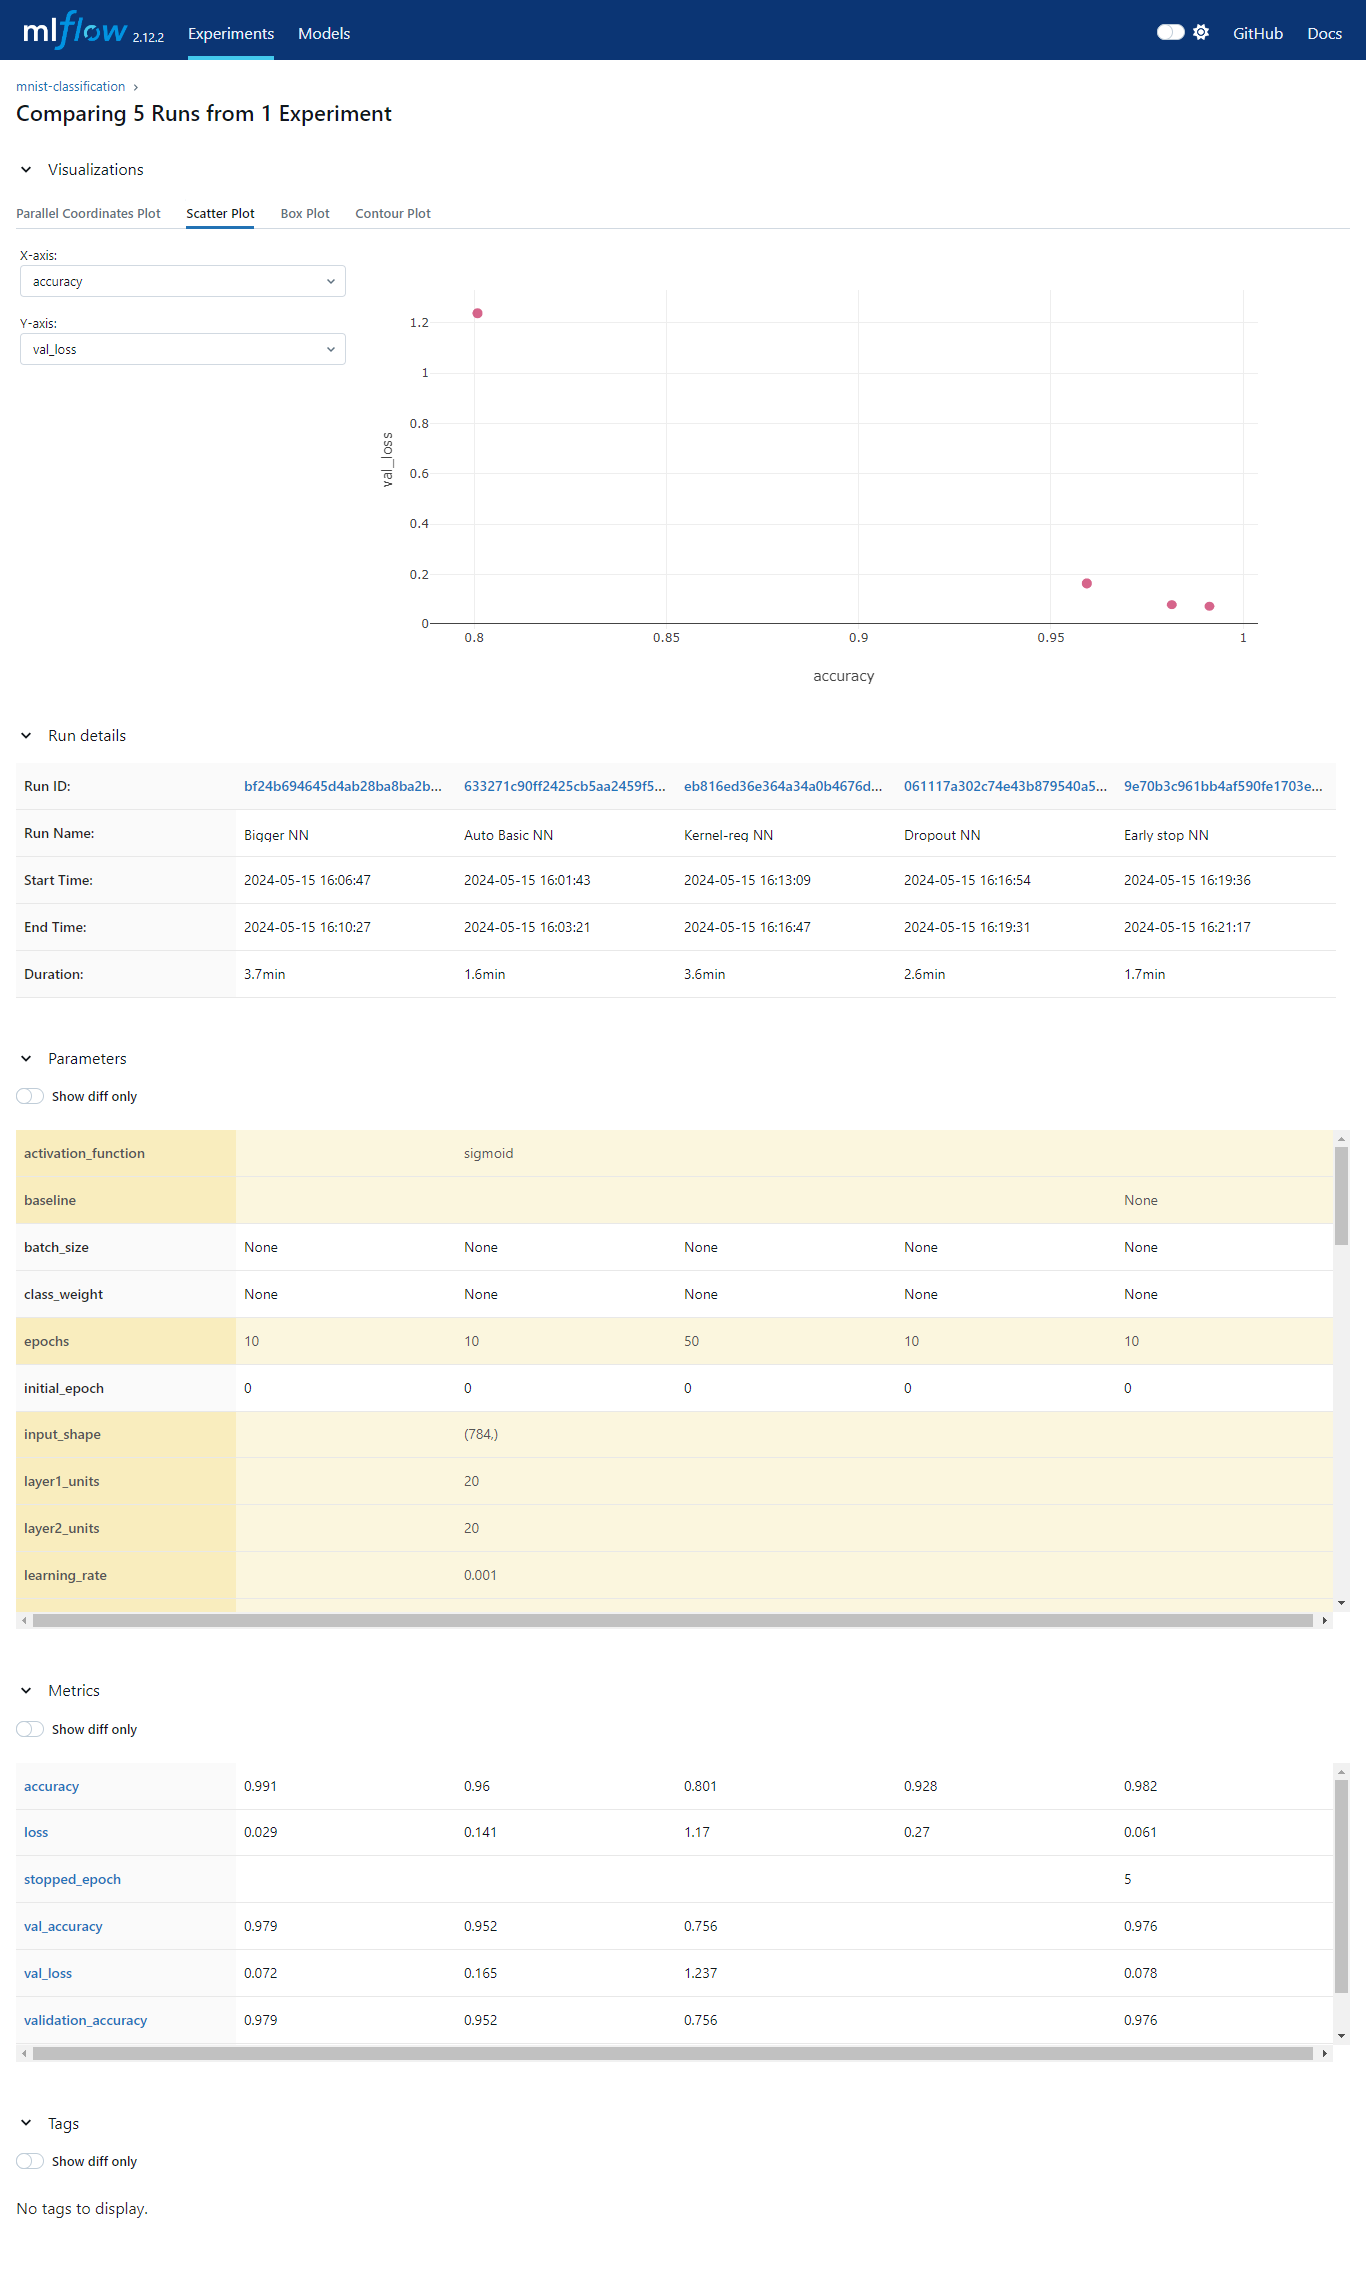 mlflow 2.12.2 Experiments Models GitHub Docs
mnist-classification ›
Comparing 5 Runs from 1 Experiment
Visualizations
Parallel Coordinates Plot Scatter Plot Box Plot Contour Plot
X-axis:
accuracy
Y-axis:
val_loss
1.2
1
0.8
0.6
0.4
0.2
0
val_loss
0.8 0.85 0.9 0.95 1
accuracy
Run details
Run ID: bf24b694645d4ab28ba8ba2b... 633271c90ff2425cb5aa2459f5... eb816ed36e364a34a0b4676d... 061117a302c74e43b879540a5... 9e70b3c961bb4af590fe1703e...
Run Name: Bigger NN Auto Basic NN Kernel-reg NN Dropout NN Early stop NN
Start Time: 2024-05-15 16:06:47 2024-05-15 16:01:43 2024-05-15 16:13:09 2024-05-15 16:16:54 2024-05-15 16:19:36
End Time: 2024-05-15 16:10:27 2024-05-15 16:03:21 2024-05-15 16:16:47 2024-05-15 16:19:31 2024-05-15 16:21:17
Duration: 3.7min 1.6min 3.6min 2.6min 1.7min
Parameters
Show diff only
activation_function sigmoid
baseline None
batch_size None None None None None
class_weight None None None None None
epochs 10 10 50 10 10
initial_epoch 0 0 0 0 0
input_shape (784,)
layer1_units 20
layer2_units 20
learning_rate 0.001
Metrics
Show diff only
accuracy 0.991 0.96 0.801 0.928 0.982
loss 0.029 0.141 1.17 0.27 0.061
stopped_epoch 5
val_accuracy 0.979 0.952 0.756 0.976
val_loss 0.072 0.165 1.237 0.078
validation_accuracy 0.979 0.952 0.756 0.976
Tags
Show diff only
No tags to display.